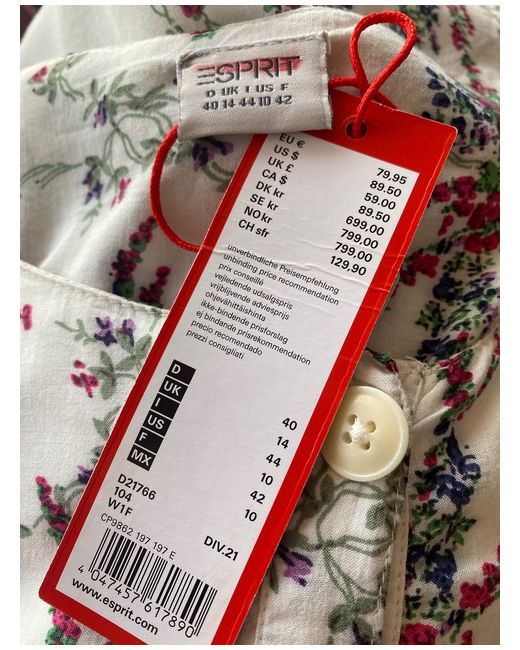 ESPRIT
D UK I US F
40 14 44 10 42
EU € 79,95
US $ 89.50
UK £ 59.00
CA $ 89.50
DK kr 699,00
SE kr 799,00
NO kr 799,00
CH sfr 129,90
unverbindliche Preisempfehlung
unbinding price recommendation
prix conseillé
vejledende udsalgspris
vrijblijvende adviesprijs
ohjevähittäishinta
ikke-bindende prisforslag
ej bindande prisrekommendation
precio recomendado
prezzi consigliati
D 40
UK 14
I 44
US 10
F 42
MX 10
D21766
104
W1F DIV.21
CP9862 197 197 E
4 047457 617890
www.esprit.com